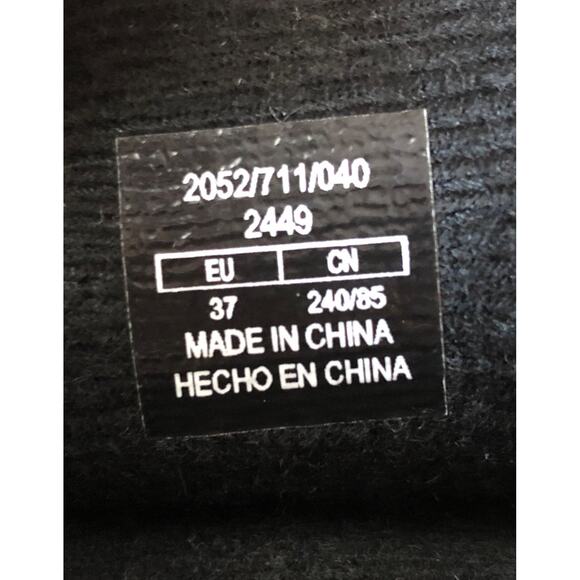 2052/711/040
2449
EU CN
37 240/85
MADE IN CHINA
HECHO EN CHINA